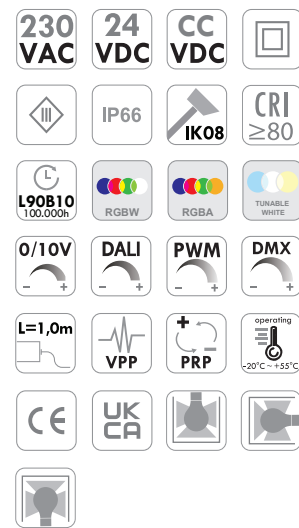 230 VAC
24 VDC
CC VDC
III
IP66
IK08
CRI ≥80
L90B10
100.000h
RGBW
RGBA
TUNABLE WHITE
0/10V
- +
DALI
- +
PWM
- +
DMX
- +
L=1,0m
VPP
+
-
PRP
operating
-20°C ~ +55°C
CE
UK
CA